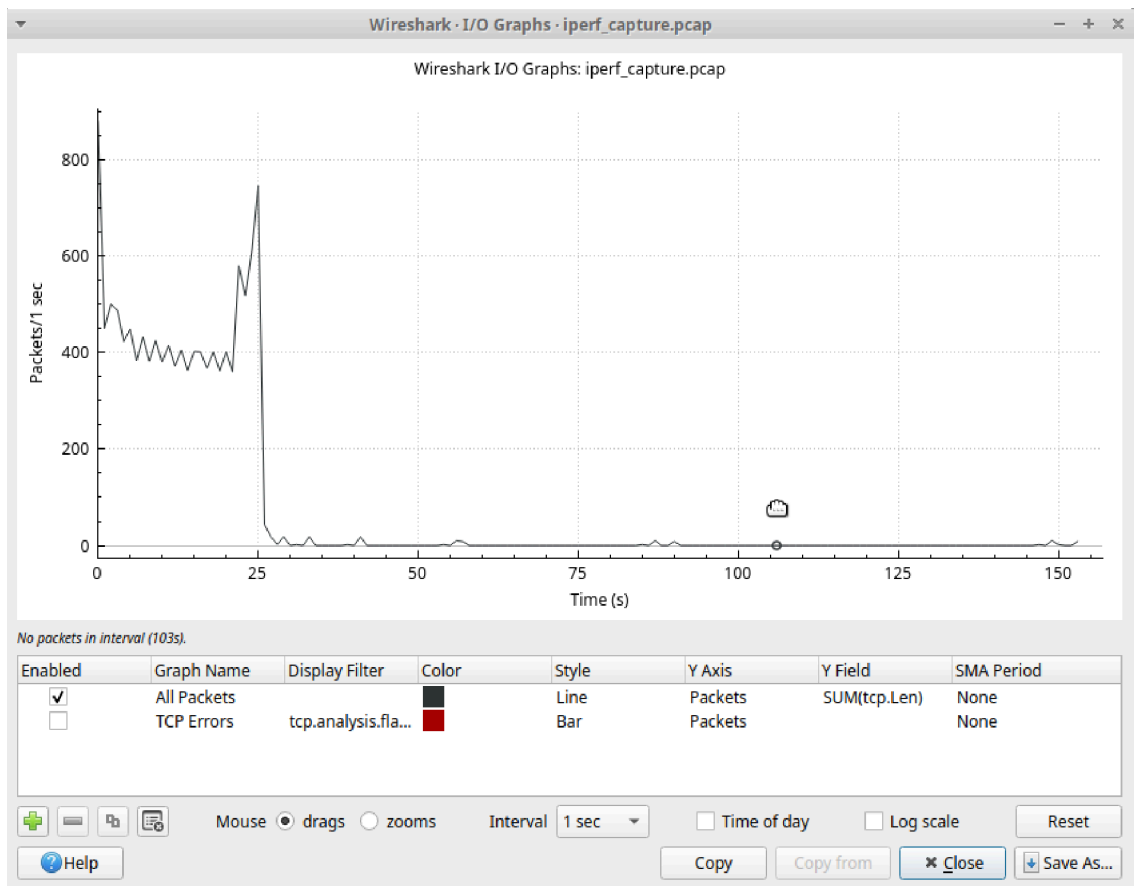 Wireshark · I/O Graphs · iperf_capture.pcap
Wireshark I/O Graphs: iperf_capture.pcap
800
600
400
200
0
Packets/1 sec
0 25 50 75 100 125 150
Time (s)
No packets in interval (103s).
Enabled Graph Name Display Filter Color Style Y Axis Y Field SMA Period
All Packets Line Packets SUM(tcp.Len) None
TCP Errors tcp.analysis.fla... Bar Packets None
Mouse drags zooms Interval 1 sec Time of day Log scale Reset
Help Copy Copy from Close Save As...